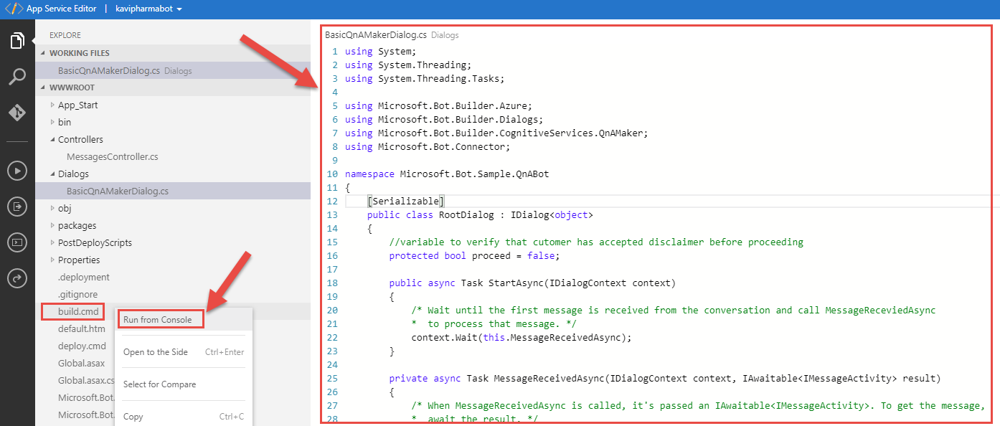 App Service Editor | kavipharmabot
EXPLORE
WORKING FILES
BasicQnAMakerDialog.cs Dialogs
WWWROOT
App_Start
bin
Controllers
MessagesController.cs
Dialogs
BasicQnAMakerDialog.cs
obj
packages
PostDeployScripts
Properties
.deployment
.gitignore
build.cmd
default.htm
deploy.cmd
Global.asax
Global.asax.cs
Microsoft.Bot.
Microsoft.Bot.
Run from Console
Open to the Side Ctrl+Enter
Select for Compare
Copy Ctrl+C
BasicQnAMakerDialog.cs Dialogs
1 using System;
2 using System.Threading;
3 using System.Threading.Tasks;
4
5 using Microsoft.Bot.Builder.Azure;
6 using Microsoft.Bot.Builder.Dialogs;
7 using Microsoft.Bot.Builder.CognitiveServices.QnAMaker;
8 using Microsoft.Bot.Connector;
9
10 namespace Microsoft.Bot.Sample.QnABot
11 {
12 [Serializable]
13 public class RootDialog : IDialog<object>
14 {
15 //variable to verify that cutomer has accepted disclaimer before proceeding
16 protected bool proceed = false;
17
18 public async Task StartAsync(IDialogContext context)
19 {
20 /* Wait until the first message is received from the conversation and call MessageReceviedAsync
21 * to process that message. */
22 context.Wait(this.MessageReceivedAsync);
23 }
24
25 private async Task MessageReceivedAsync(IDialogContext context, IAwaitable<IMessageActivity> result)
26 {
27 /* When MessageReceivedAsync is called, it's passed an IAwaitable<IMessageActivity>. To get the message,
28 * await the result. */